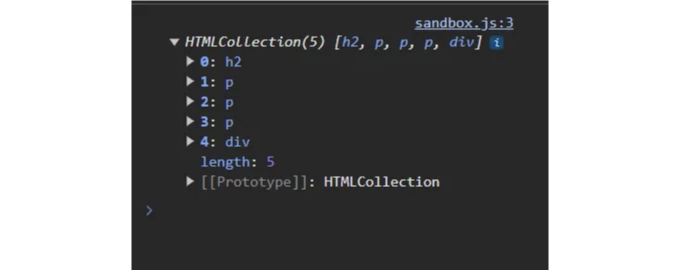 sandbox.js:3
▼ HTMLCollection(5) [h2, p, p, p, div] i
▶ 0: h2
▶ 1: p
▶ 2: p
▶ 3: p
▶ 4: div
length: 5
▶ [[Prototype]]: HTMLCollection
>